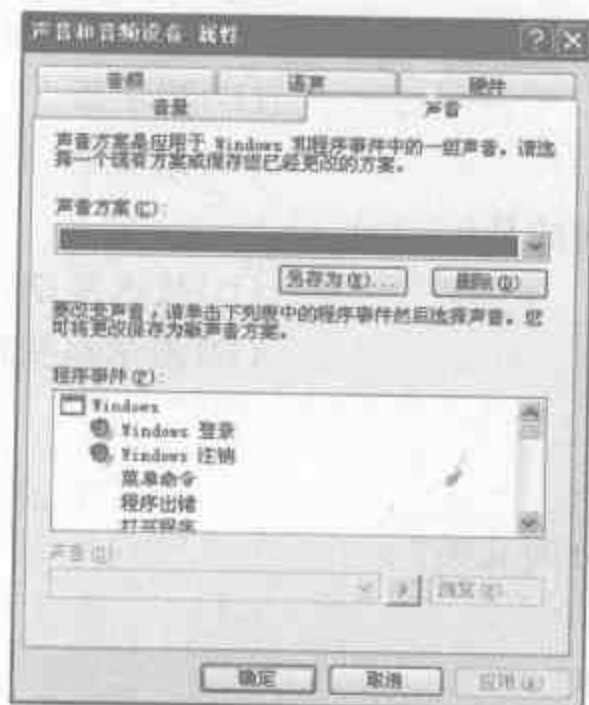 声音和音频设备 属性
音频 语声 硬件
音量 声音
声音方案是应用于 Windows 和程序事件中的一组声音。请选
择一个现有方案或保存您已经更改的方案。
声音方案(C):
另存为(E)... 删除(D)
要改变声音，请单击下列表中的程序事件然后选择声音。您
可将更改保存为新声音方案。
程序事件(P):
Windows
Windows 登录
Windows 注销
菜单命令
程序出错
打开程序
声音(S):
浏览
确定 取消 应用(A)